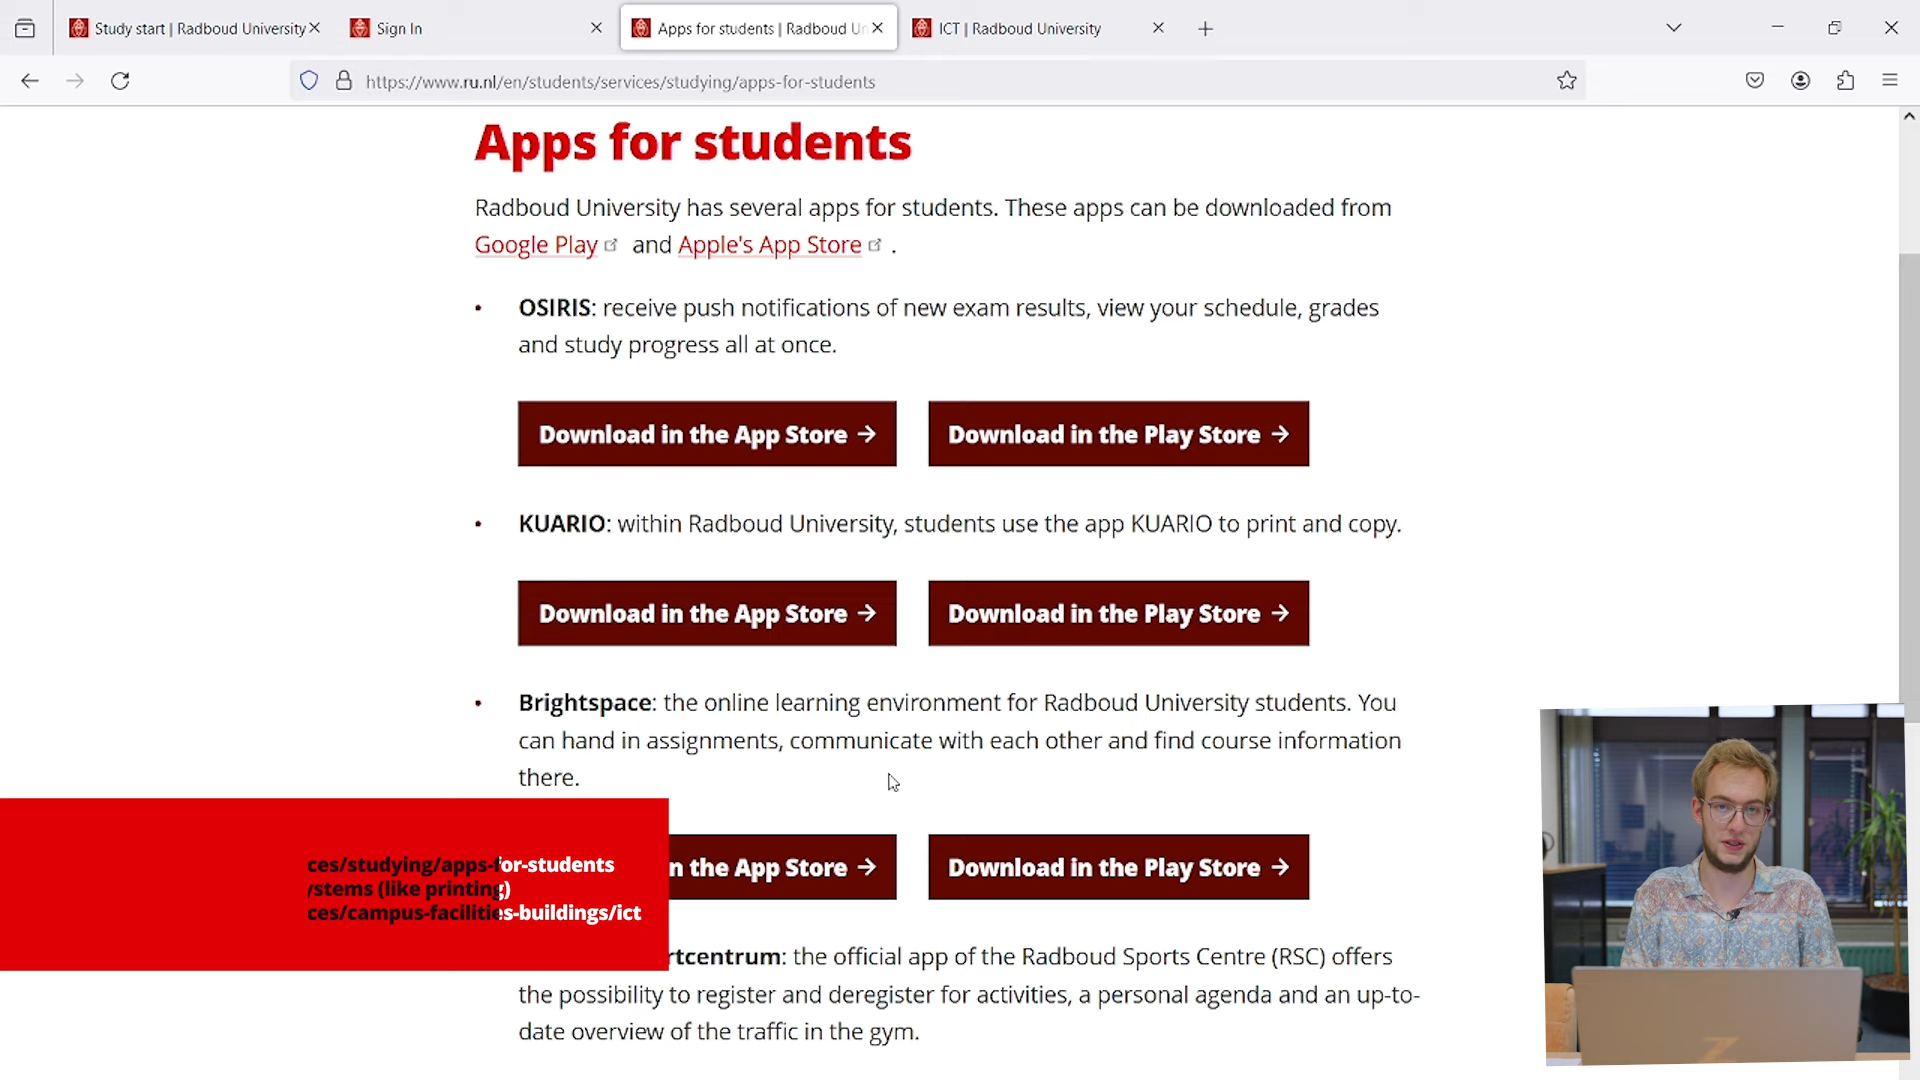 Study start | Radboud University
Sign In
Apps for students | Radboud Un
ICT | Radboud University
https://www.ru.nl/en/students/services/studying/apps-for-students
Apps for students
Radboud University has several apps for students. These apps can be downloaded from
Google Play and Apple's App Store .
• OSIRIS: receive push notifications of new exam results, view your schedule, grades
and study progress all at once.
Download in the App Store →
Download in the Play Store →
• KUARIO: within Radboud University, students use the app KUARIO to print and copy.
Download in the App Store →
Download in the Play Store →
• Brightspace: the online learning environment for Radboud University students. You
can hand in assignments, communicate with each other and find course information
there.
n the App Store →
Download in the Play Store →
ces/studying/apps-for-students
ystems (like printing)
ces/campus-facilities-buildings/ict
rtcentrum: the official app of the Radboud Sports Centre (RSC) offers
the possibility to register and deregister for activities, a personal agenda and an up-to-
date overview of the traffic in the gym.